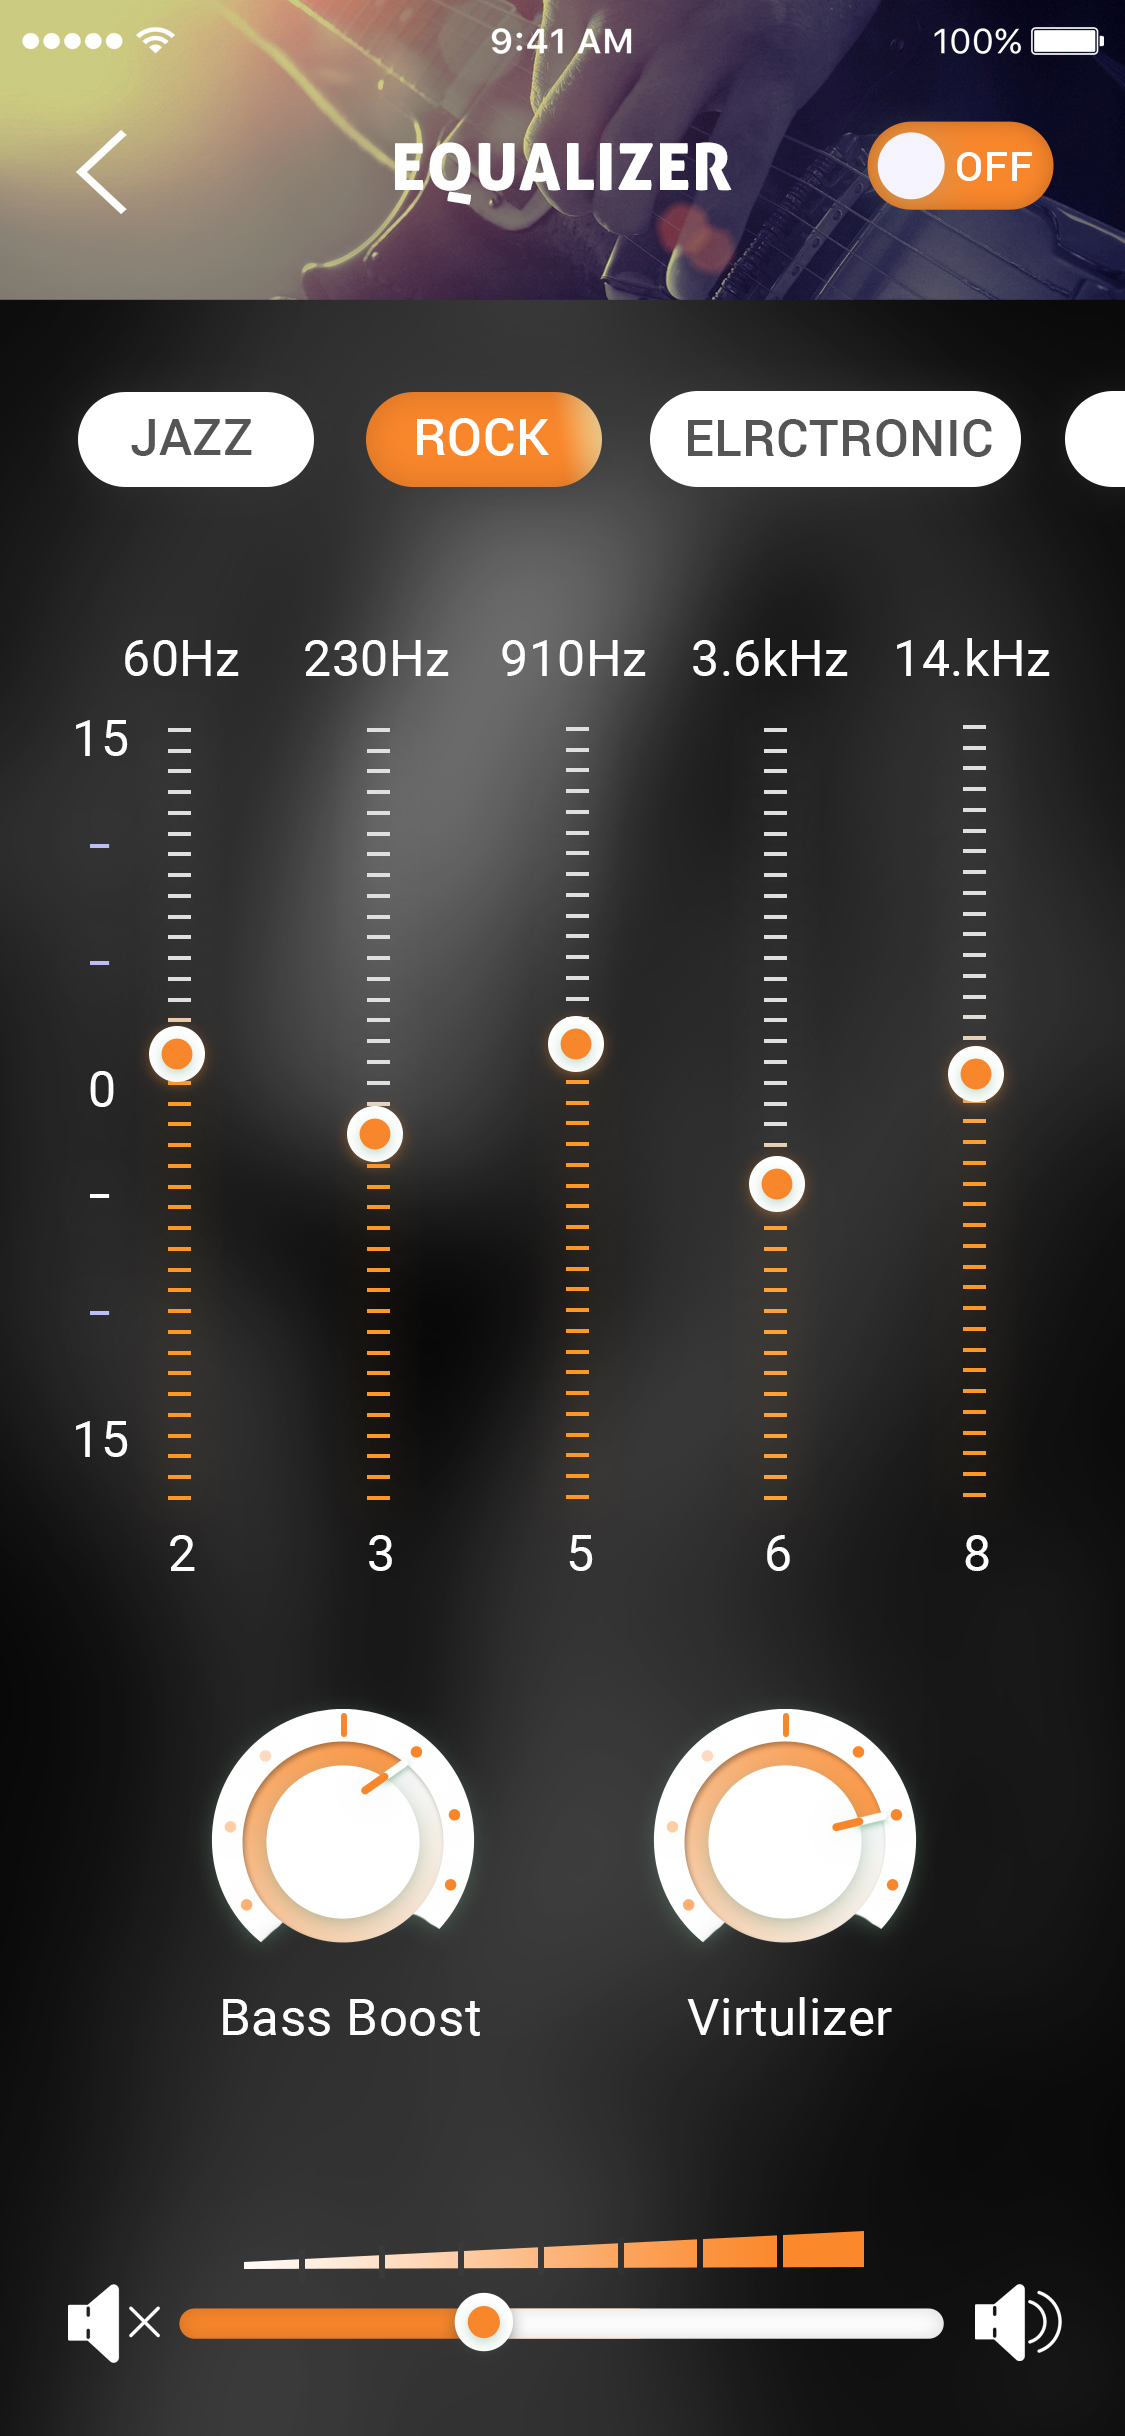 9:41 AM 100%
EQUALIZER OFF
JAZZ ROCK ELRCTRONIC
60Hz 230Hz 910Hz 3.6kHz 14.kHz
15
0
15
2 3 5 6 8
Bass Boost Virtulizer